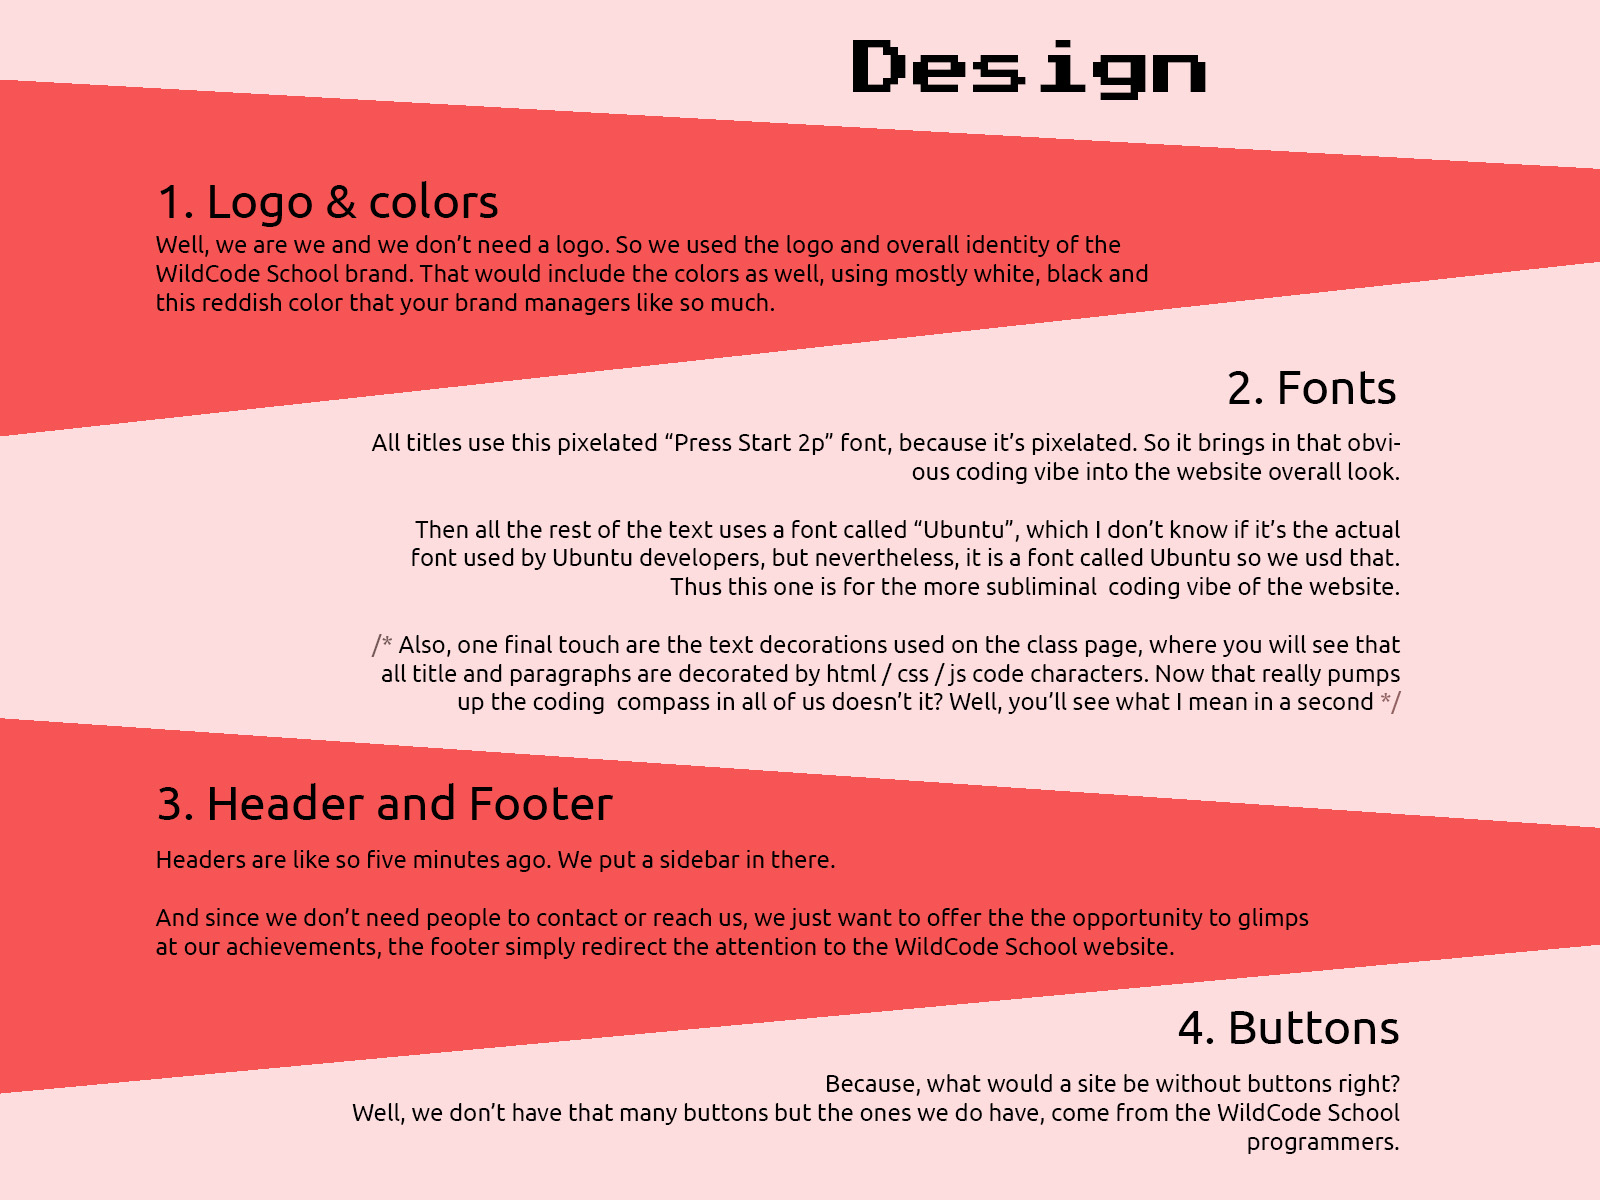 Design
1. Logo & colors
Well, we are we and we don’t need a logo. So we used the logo and overall identity of the
WildCode School brand. That would include the colors as well, using mostly white, black and
this reddish color that your brand managers like so much.
2. Fonts
All titles use this pixelated “Press Start 2p” font, because it’s pixelated. So it brings in that obvi-
ous coding vibe into the website overall look.
Then all the rest of the text uses a font called “Ubuntu”, which I don’t know if it’s the actual
font used by Ubuntu developers, but nevertheless, it is a font called Ubuntu so we usd that.
Thus this one is for the more subliminal  coding vibe of the website.
/* Also, one final touch are the text decorations used on the class page, where you will see that
all title and paragraphs are decorated by html / css / js code characters. Now that really pumps
up the coding  compass in all of us doesn’t it? Well, you’ll see what I mean in a second */
3. Header and Footer
Headers are like so five minutes ago. We put a sidebar in there.
And since we don’t need people to contact or reach us, we just want to offer the the opportunity to glimps
at our achievements, the footer simply redirect the attention to the WildCode School website.
4. Buttons
Because, what would a site be without buttons right?
Well, we don’t have that many buttons but the ones we do have, come from the WildCode School
programmers.